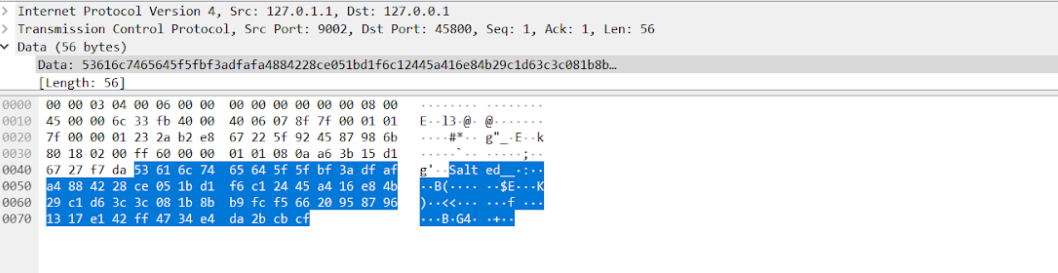 Internet Protocol Version 4, Src: 127.0.1.1, Dst: 127.0.0.1
Transmission Control Protocol, Src Port: 9002, Dst Port: 45800, Seq: 1, Ack: 1, Len: 56
Data (56 bytes)
Data: 53616c7465645f5fbf3adfafa4884228ce051bd1f6c12445a416e84b29c1d63c3c081b8b…
[Length: 56]
0000 00 00 03 04 00 06 00 00 00 00 00 00 00 00 08 00 ········ ········
0010 45 00 00 6c 33 fb 40 00 40 06 07 8f 7f 00 01 01 E··l3·@· @·······
0020 7f 00 00 01 23 2a b2 e8 67 22 5f 92 45 87 98 6b ····#*·· g"_·E··k
0030 80 18 02 00 ff 60 00 00 01 01 08 0a a6 3b 15 d1 ·····`·· ·····;··
0040 67 27 f7 da 53 61 6c 74 65 64 5f 5f bf 3a df af g'··Salt ed__·:··
0050 a4 88 42 28 ce 05 1b d1 f6 c1 24 45 a4 16 e8 4b ··B(···· ··$E···K
0060 29 c1 d6 3c 3c 08 1b 8b b9 fc f5 66 20 95 87 96 )··<<··· ···f ···
0070 13 17 e1 42 ff 47 34 e4 da 2b cb cf ···B·G4· ·+··